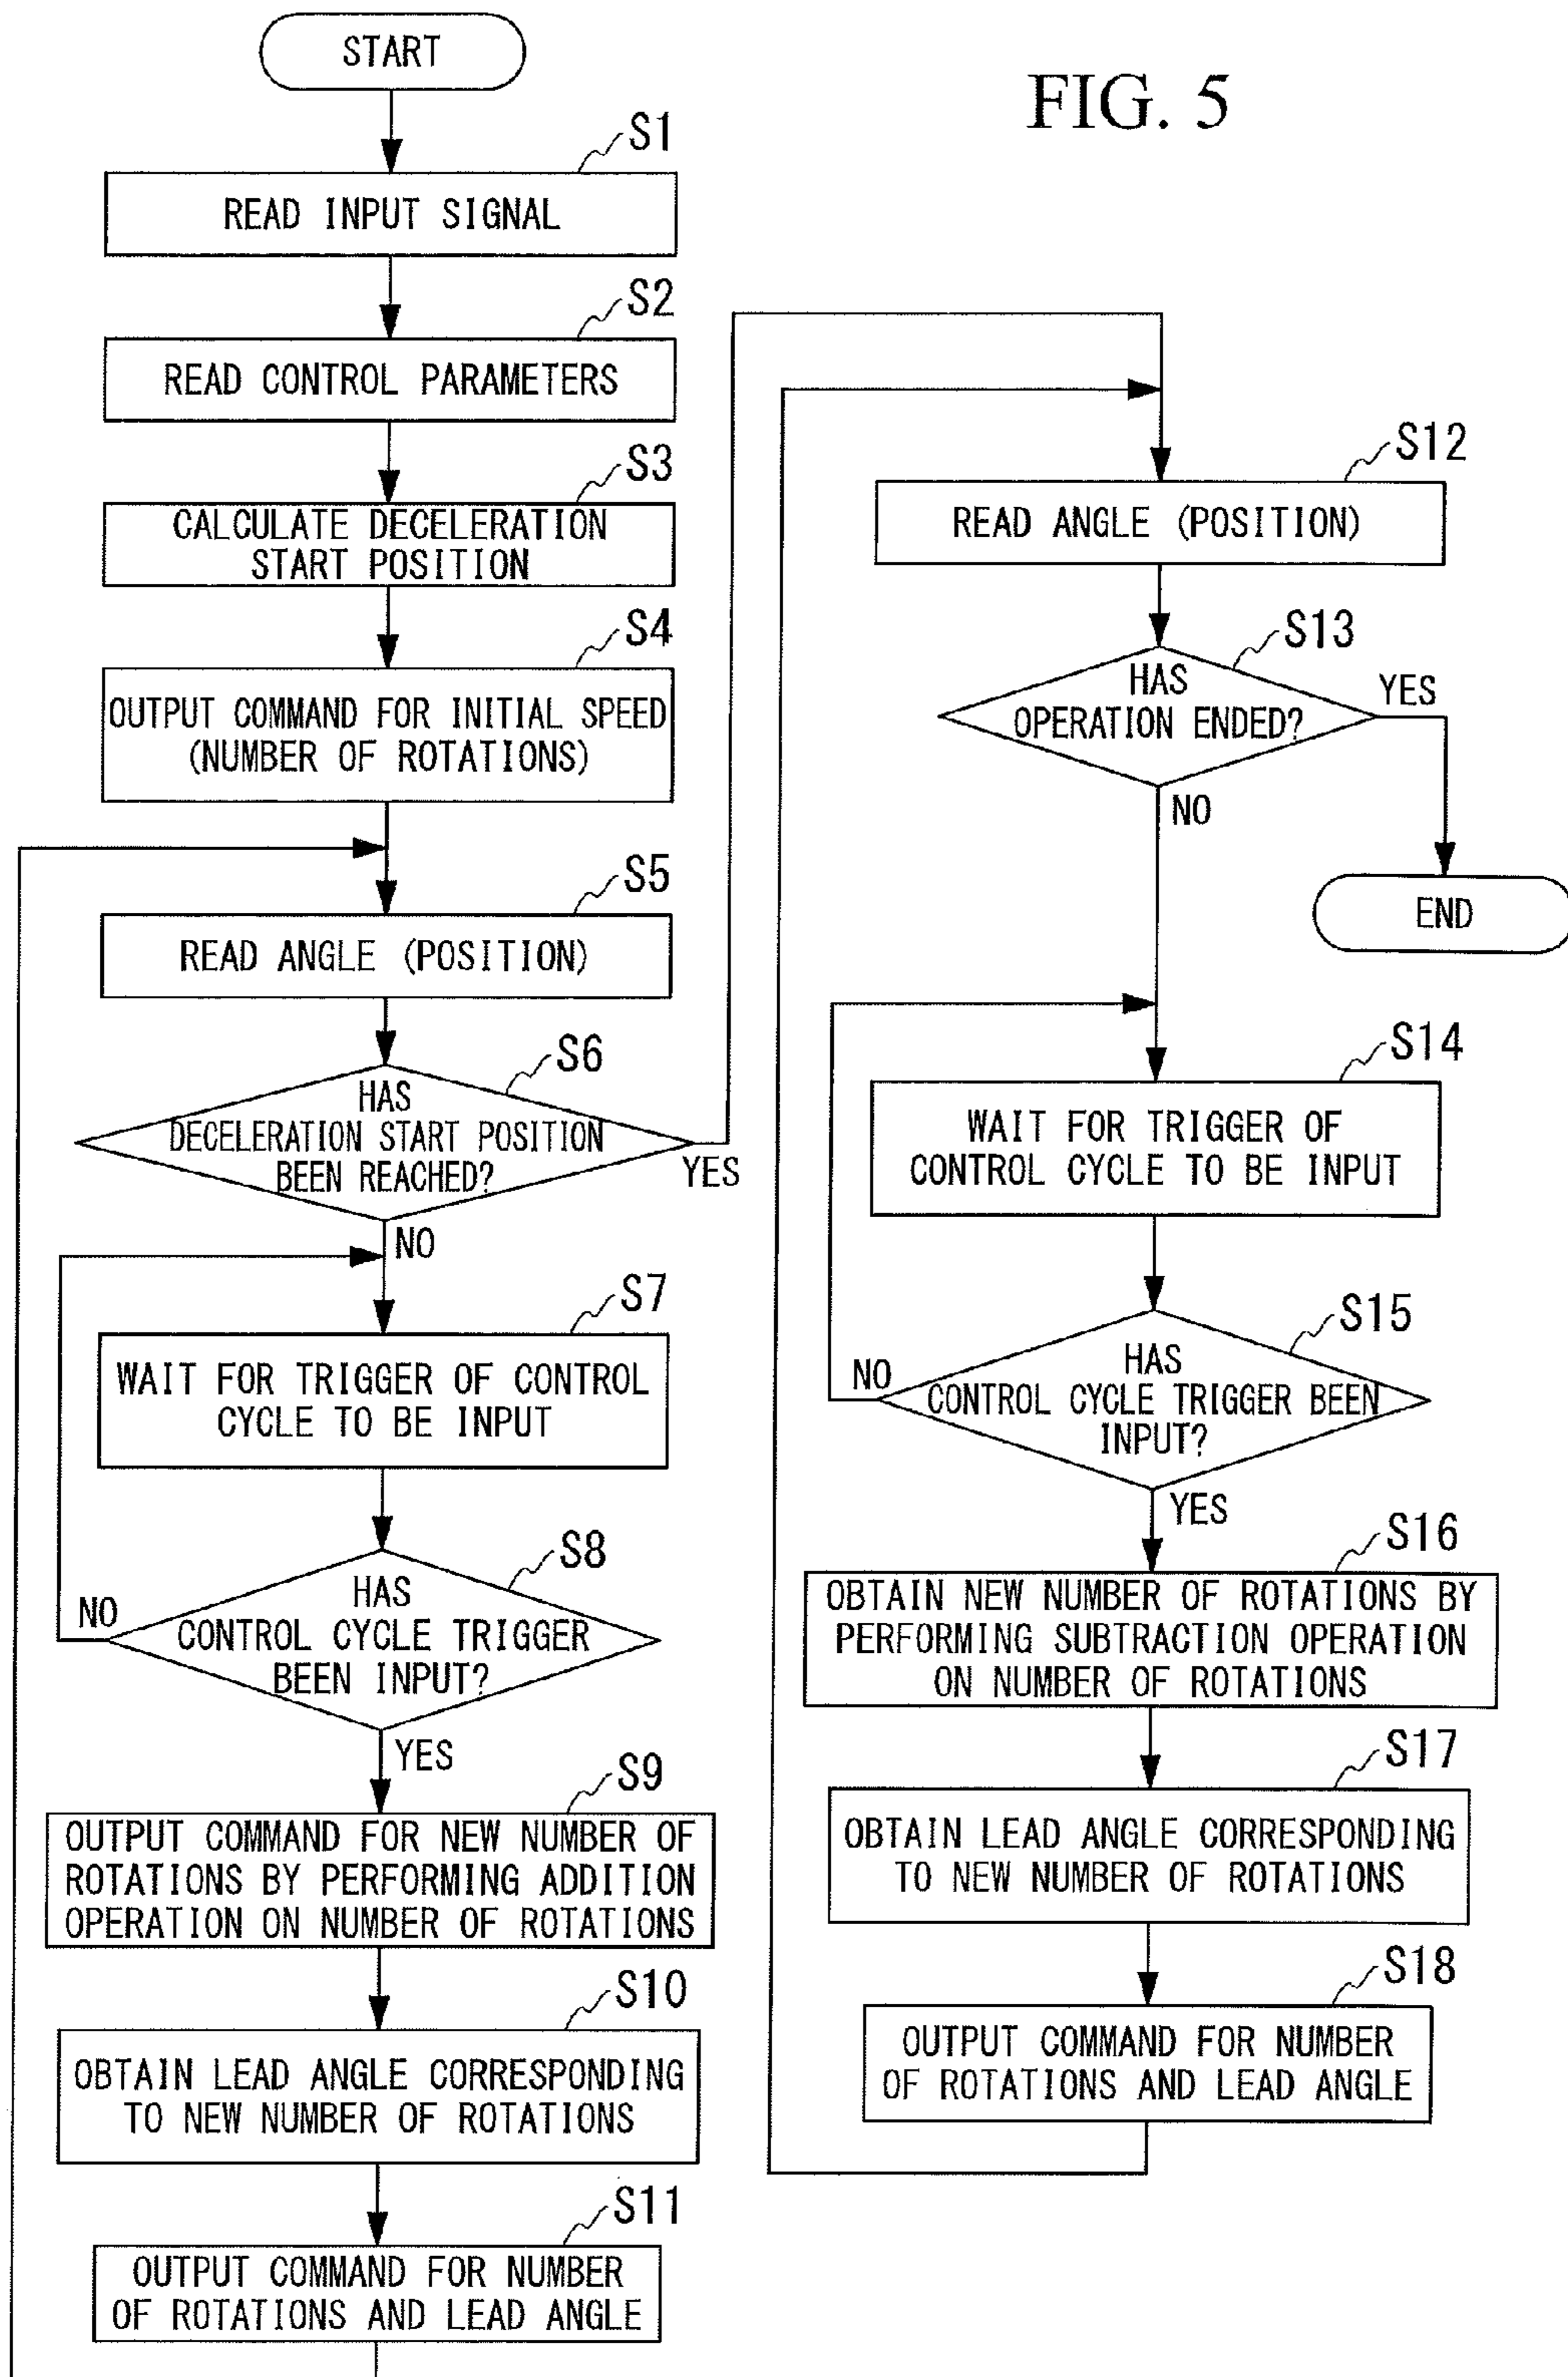 FIG. 5
START
S1
READ INPUT SIGNAL
S2
READ CONTROL PARAMETERS
S3
CALCULATE DECELERATION
START POSITION
S4
OUTPUT COMMAND FOR INITIAL SPEED
(NUMBER OF ROTATIONS)
S5
READ ANGLE (POSITION)
S6
HAS
DECELERATION START POSITION
BEEN REACHED?
YES
NO
S7
WAIT FOR TRIGGER OF CONTROL
CYCLE TO BE INPUT
S8
HAS
CONTROL CYCLE TRIGGER
BEEN INPUT?
NO
YES
S9
OUTPUT COMMAND FOR NEW NUMBER OF
ROTATIONS BY PERFORMING ADDITION
OPERATION ON NUMBER OF ROTATIONS
S10
OBTAIN LEAD ANGLE CORRESPONDING
TO NEW NUMBER OF ROTATIONS
S11
OUTPUT COMMAND FOR NUMBER
OF ROTATIONS AND LEAD ANGLE
S12
READ ANGLE (POSITION)
S13
HAS
OPERATION ENDED?
YES
NO
END
S14
WAIT FOR TRIGGER OF
CONTROL CYCLE TO BE INPUT
S15
HAS
CONTROL CYCLE TRIGGER BEEN
INPUT?
NO
YES
S16
OBTAIN NEW NUMBER OF ROTATIONS BY
PERFORMING SUBTRACTION OPERATION
ON NUMBER OF ROTATIONS
S17
OBTAIN LEAD ANGLE CORRESPONDING
TO NEW NUMBER OF ROTATIONS
S18
OUTPUT COMMAND FOR NUMBER
OF ROTATIONS AND LEAD ANGLE